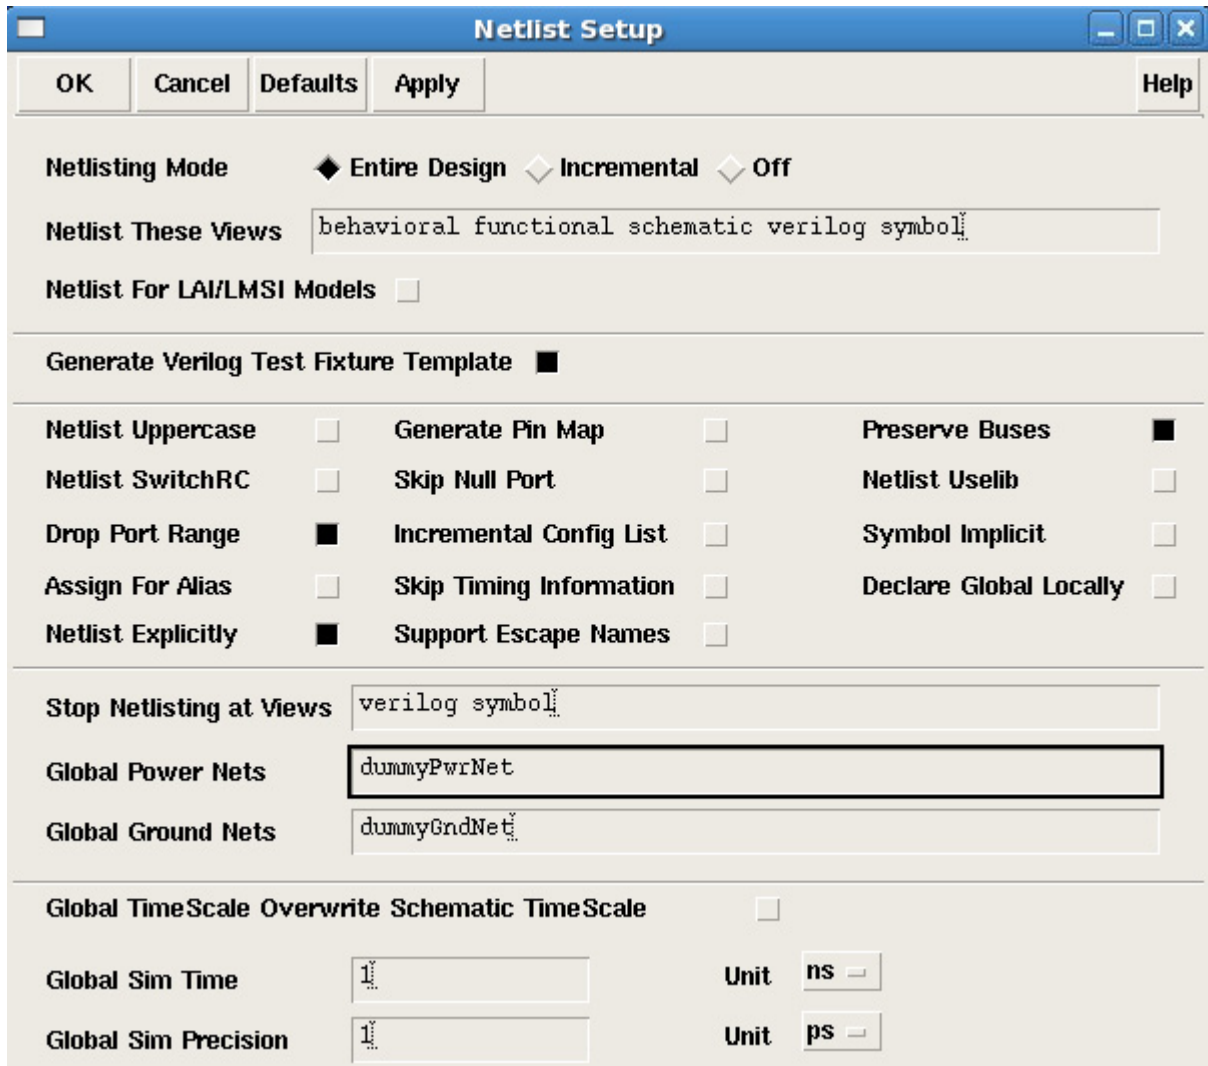 Netlist Setup
OK Cancel Defaults Apply Help
Netlisting Mode Entire Design Incremental Off
Netlist These Views behavioral functional schematic verilog symbol
Netlist For LAI/LMSI Models
Generate Verilog Test Fixture Template
Netlist Uppercase Generate Pin Map Preserve Buses
Netlist SwitchRC Skip Null Port Netlist Uselib
Drop Port Range Incremental Config List Symbol Implicit
Assign For Alias Skip Timing Information Declare Global Locally
Netlist Explicitly Support Escape Names
Stop Netlisting at Views verilog symbol
Global Power Nets dummyPwrNet
Global Ground Nets dummyGndNet
Global TimeScale Overwrite Schematic TimeScale
Global Sim Time 1 Unit ns
Global Sim Precision 1 Unit ps